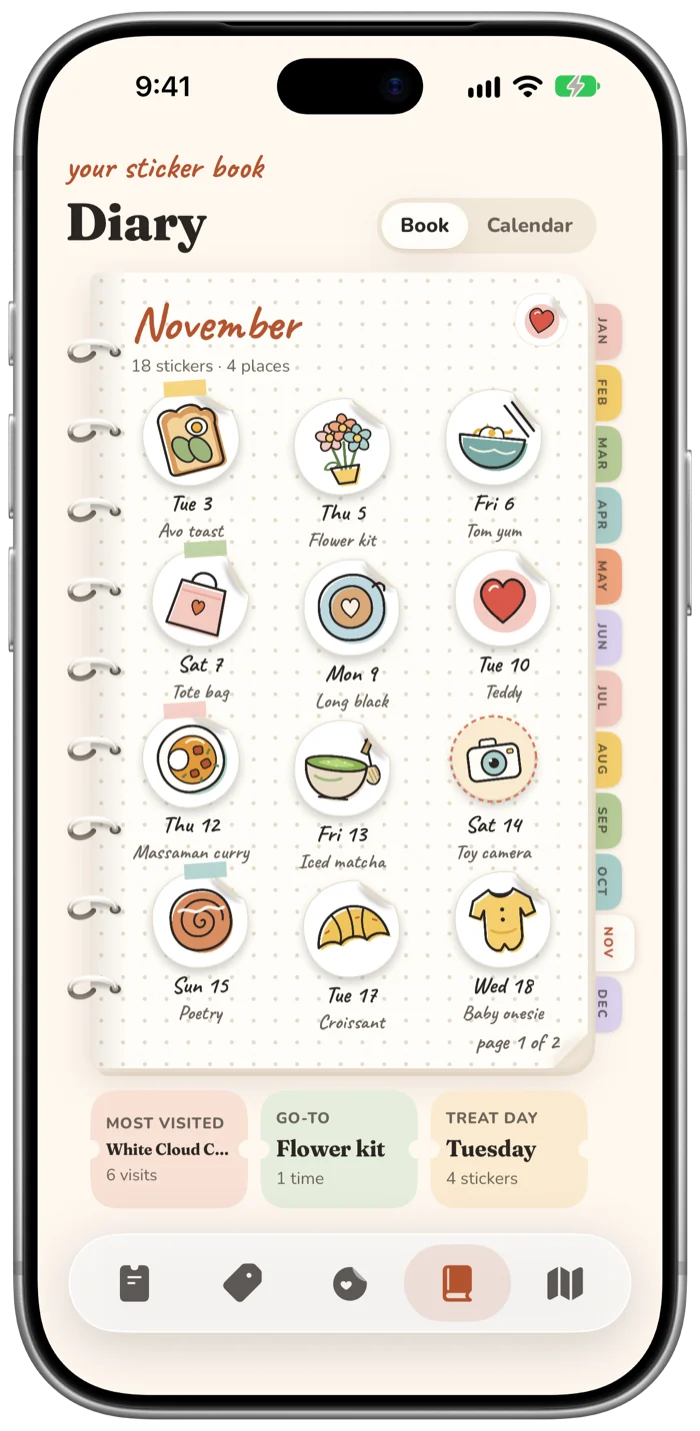 9:41
your sticker book
Diary
Book Calendar
November
18 stickers · 4 places
Tue 3
Avo toast
Thu 5
Flower kit
Fri 6
Tom yum
Sat 7
Tote bag
Mon 9
Long black
Tue 10
Teddy
Thu 12
Massaman curry
Fri 13
Iced matcha
Sat 14
Toy camera
Sun 15
Poetry
Tue 17
Croissant
Wed 18
Baby onesie
page 1 of 2
JAN
FEB
MAR
APR
MAY
JUN
JUL
AUG
SEP
OCT
NOV
DEC
MOST VISITED
White Cloud C...
6 visits
GO-TO
Flower kit
1 time
TREAT DAY
Tuesday
4 stickers